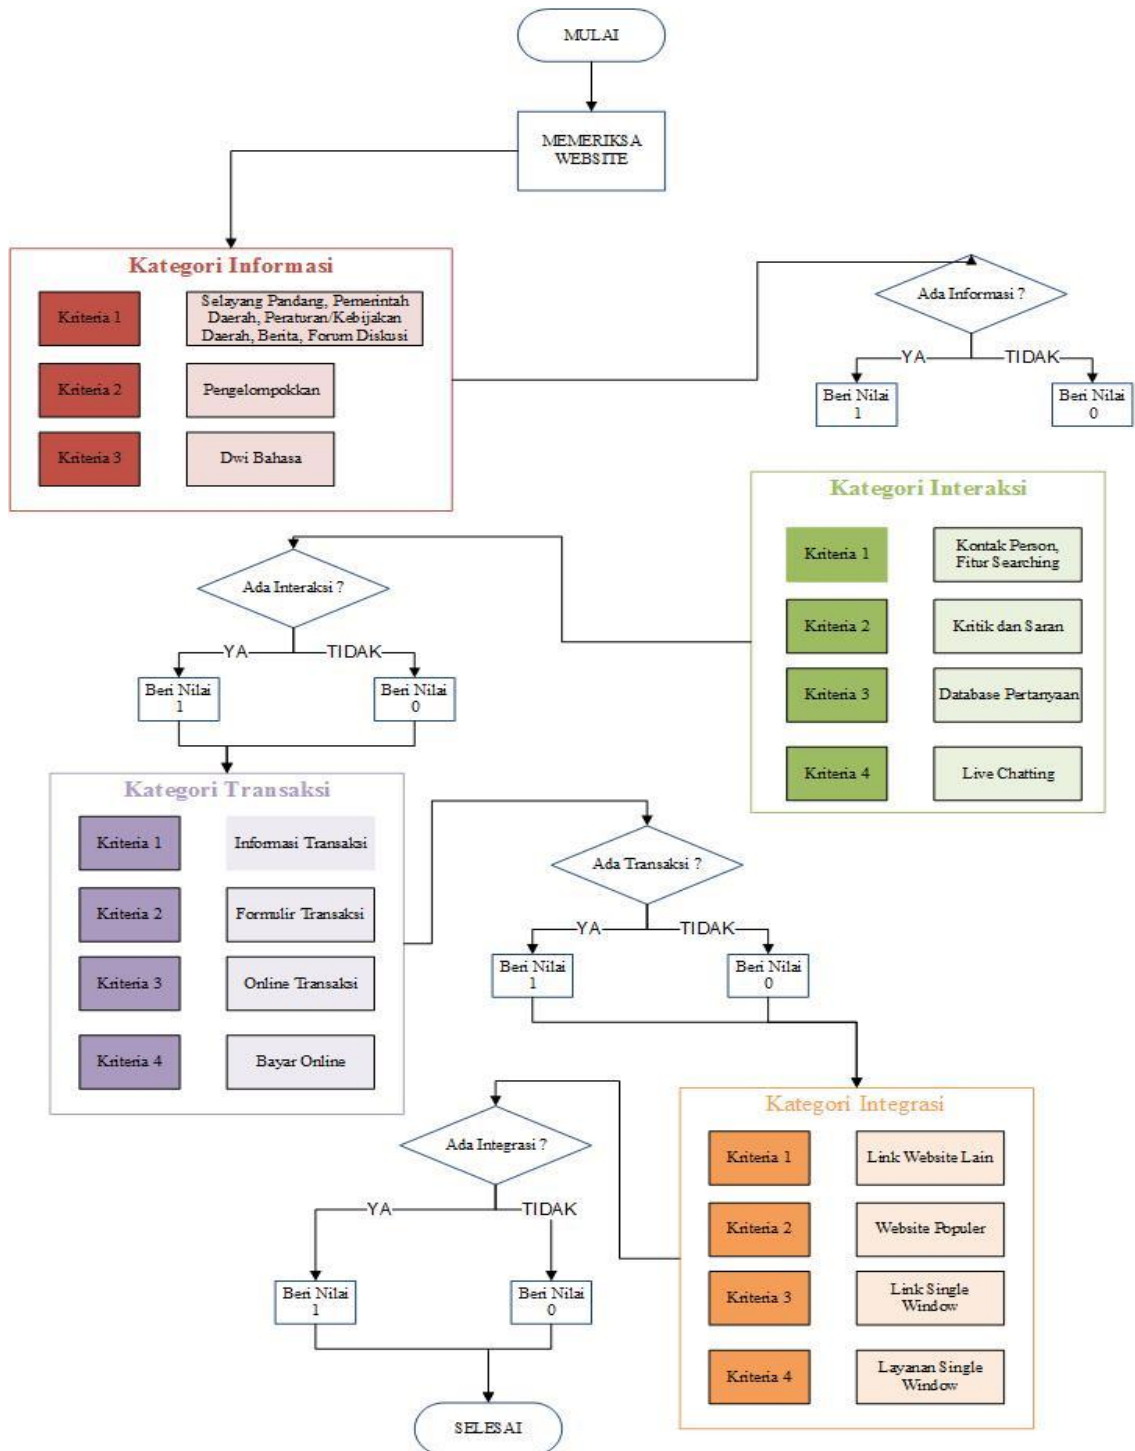 MULAI
MEMERIKSA
WEBSITE
Kategori Informasi
Kriteria 1
Selayang Pandang, Pemerintah
Daerah, Peraturan/Kebijakan
Daerah, Berita, Forum Diskusi
Kriteria 2
Pengelompokkan
Kriteria 3
Dwi Bahasa
Ada Informasi ?
YA
TIDAK
Beri Nilai
1
Beri Nilai
0
Kategori Interaksi
Kriteria 1
Kontak Person,
Fitur Searching
Kriteria 2
Kritik dan Saran
Kriteria 3
Database Pertanyaan
Kriteria 4
Live Chatting
Ada Interaksi ?
YA
TIDAK
Beri Nilai
1
Beri Nilai
0
Kategori Transaksi
Kriteria 1
Informasi Transaksi
Kriteria 2
Formulir Transaksi
Kriteria 3
Online Transaksi
Kriteria 4
Bayar Online
Ada Transaksi ?
YA
TIDAK
Beri Nilai
1
Beri Nilai
0
Kategori Integrasi
Kriteria 1
Link Website Lain
Kriteria 2
Website Populer
Kriteria 3
Link Single
Window
Kriteria 4
Layanan Single
Window
Ada Integrasi ?
YA
TIDAK
Beri Nilai
1
Beri Nilai
0
SELESAI